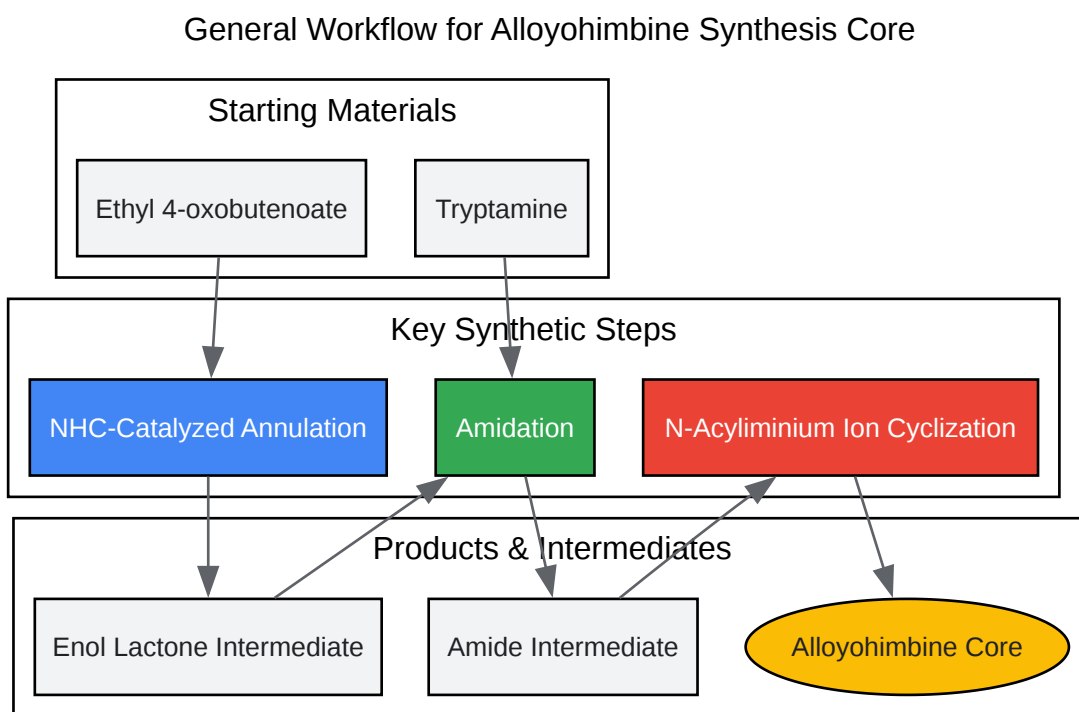 General Workflow for Alloyohimbine Synthesis Core
Starting Materials
Ethyl 4-oxobutenoate
Tryptamine
Key Synthetic Steps
NHC-Catalyzed Annulation
Amidation
N-Acyliminium Ion Cyclization
Products & Intermediates
Enol Lactone Intermediate
Amide Intermediate
Alloyohimbine Core